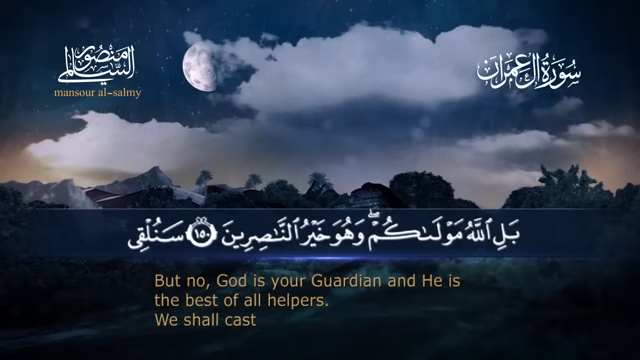 منصور
السالمي
mansour al-salmy
سورة آل عمران
بَلِ ٱللَّهُ مَوْلَىٰكُمْ ۖ وَهُوَ خَيْرُ ٱلنَّـٰصِرِينَ ١٥٠ سَنُلْقِى
But no, God is your Guardian and He is
the best of all helpers.
We shall cast